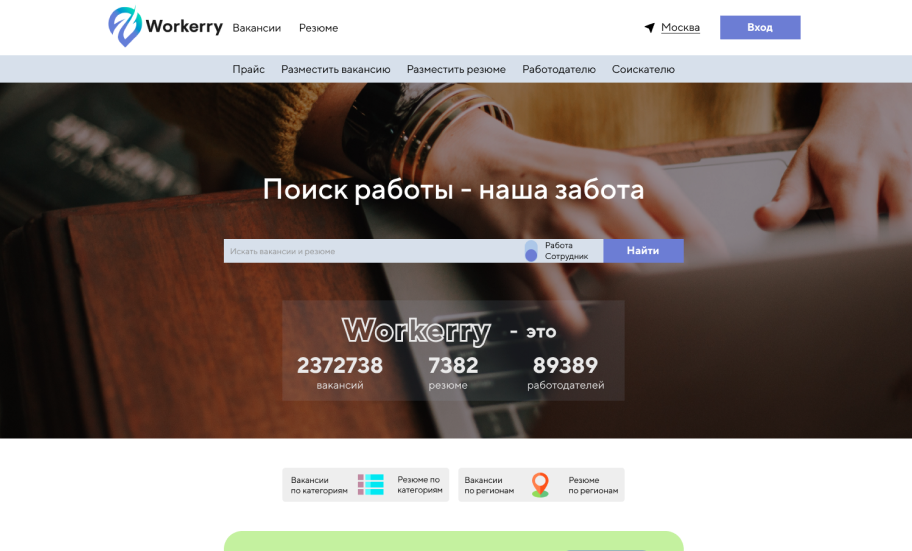 Workerry
Вакансии
Резюме
Москва
Вход
Прайс
Разместить вакансию
Разместить резюме
Работодателю
Соискателю
Поиск работы - наша забота
Искать вакансии и резюме
Работа
Сотрудник
Найти
Workerry - это
2372738
7382
89389
вакансий
резюме
работодателей
Вакансии
по категориям
Резюме по
категориям
Вакансии
по регионам
Резюме
по регионам